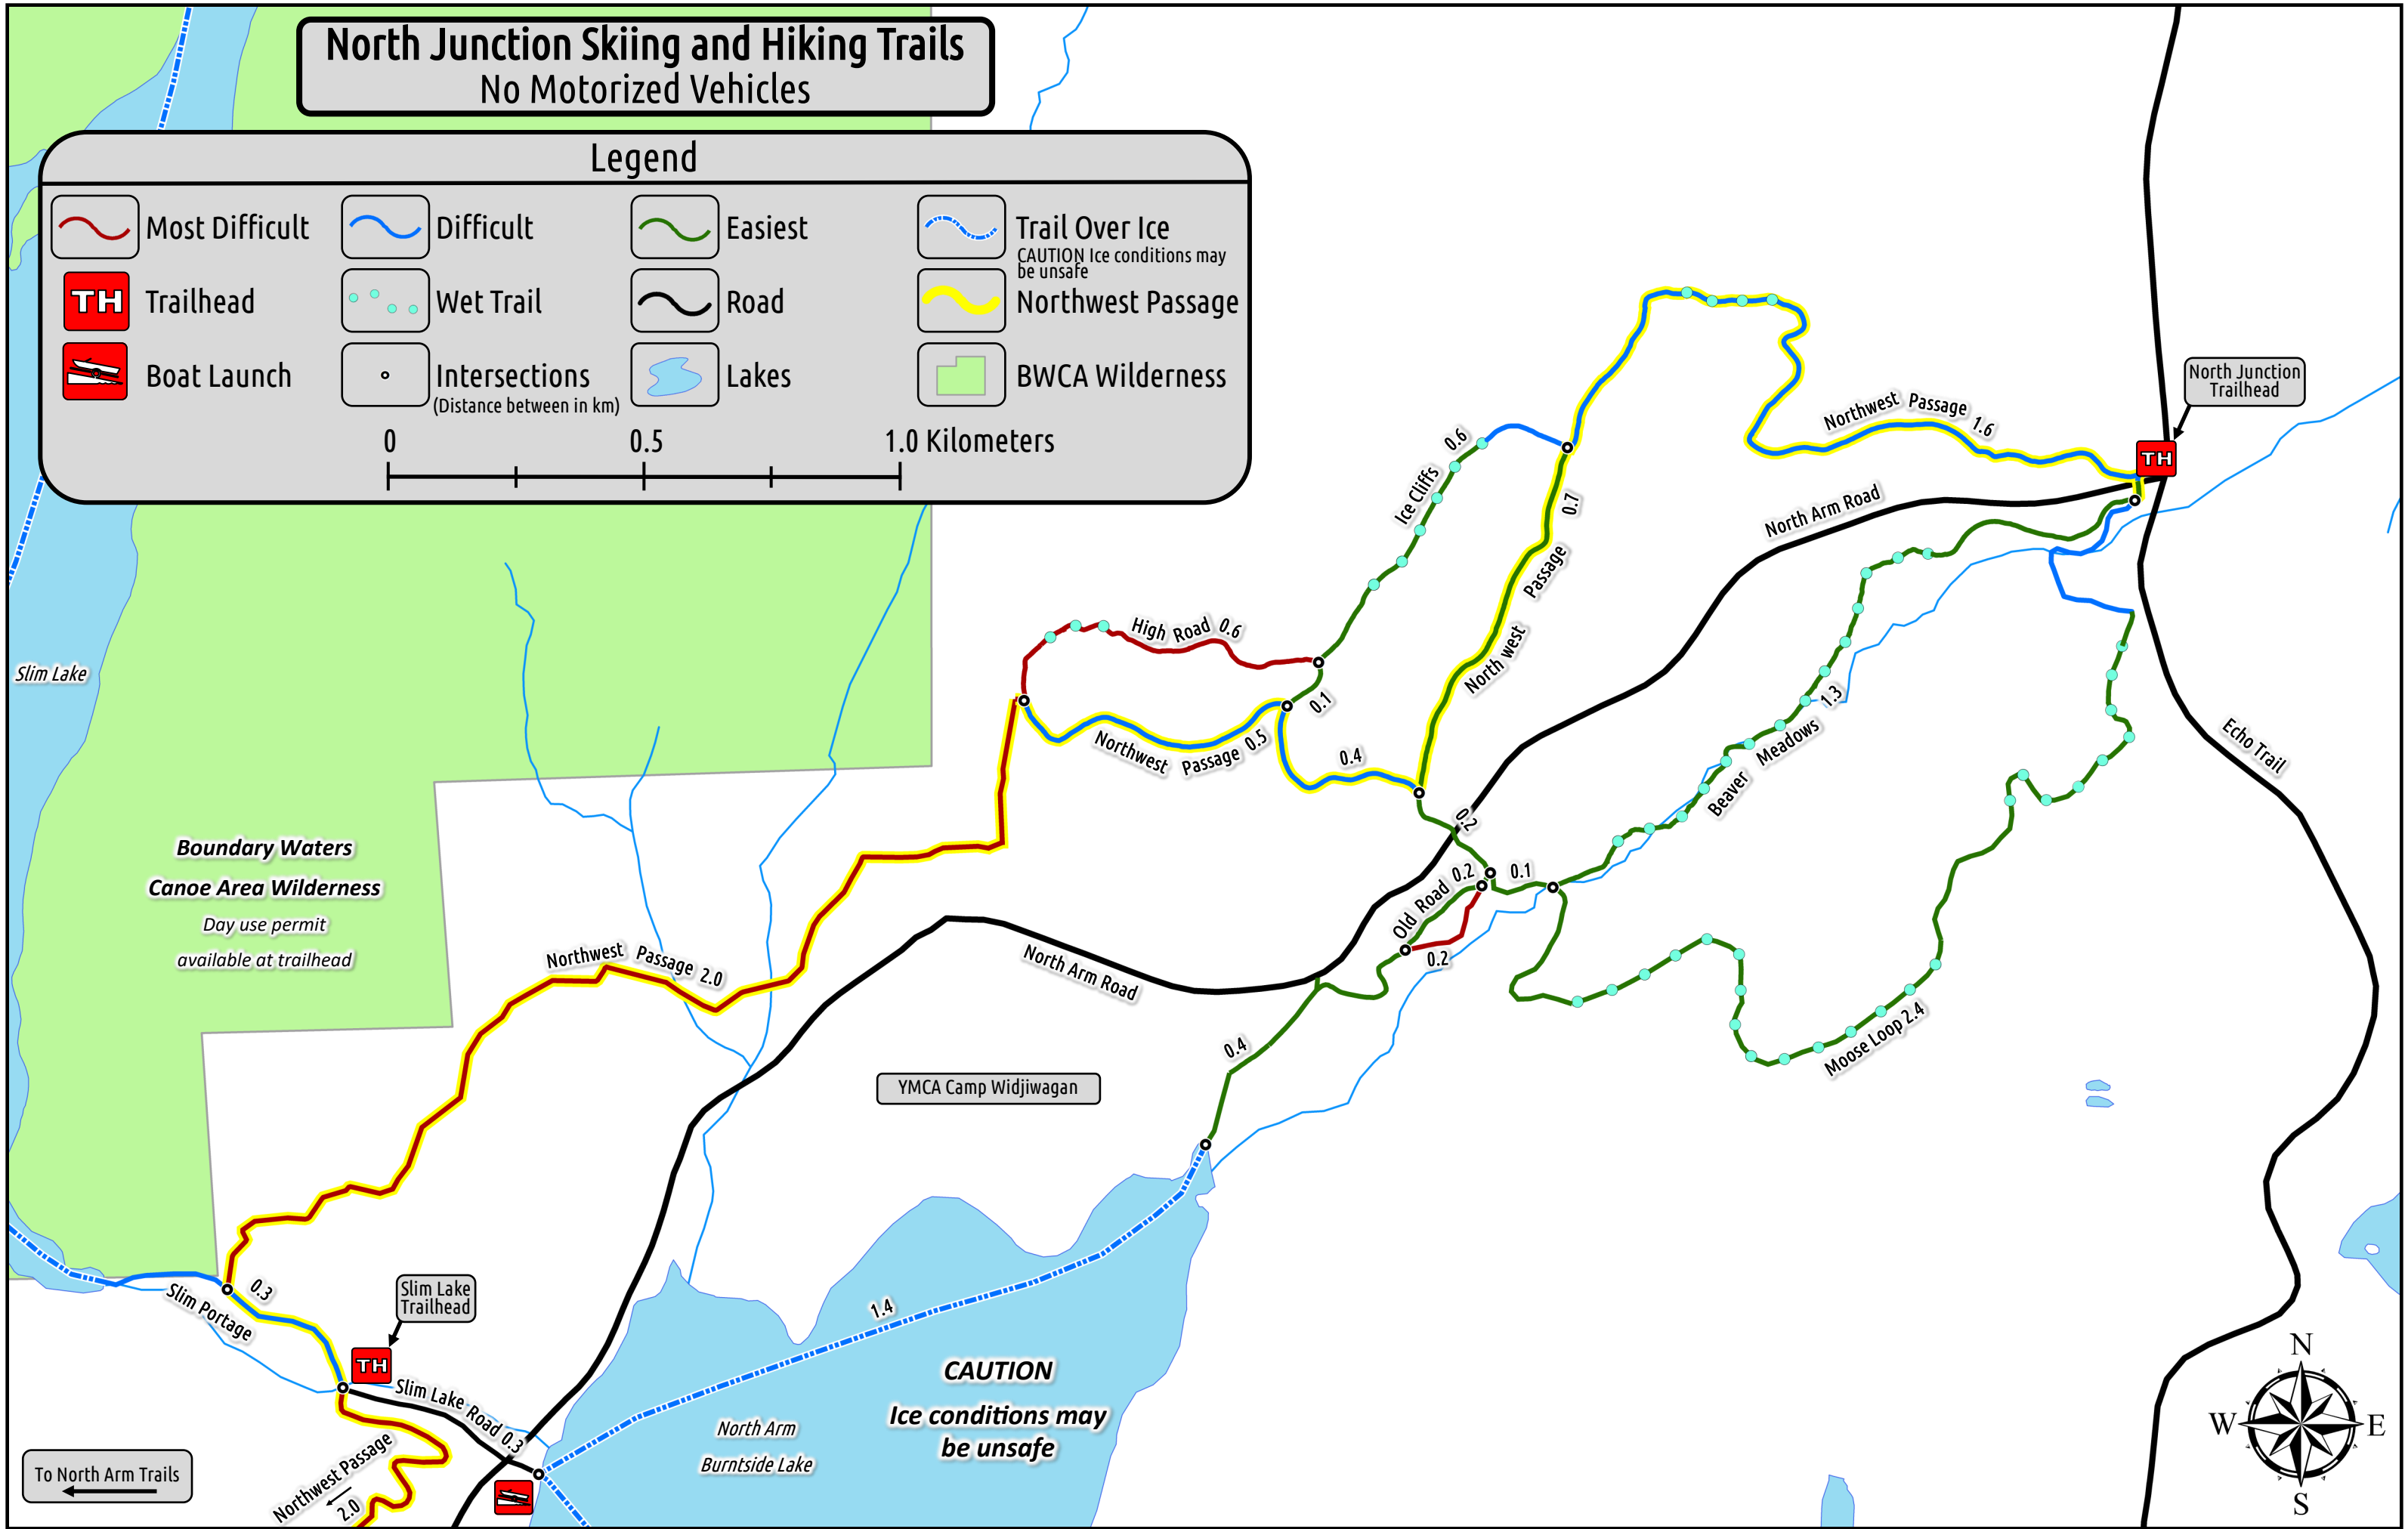 North Junction Skiing and Hiking Trails
No Motorized Vehicles
Legend
Most Difficult
Difficult
Easiest
Trail Over Ice
CAUTION Ice conditions may
be unsafe
TH
Trailhead
Wet Trail
Road
Northwest Passage
Boat Launch
Intersections
(Distance between in km)
Lakes
BWCA Wilderness
0
0.5
1.0 Kilometers
North Junction
Trailhead
TH
Northwest Passage 1.6
North Arm Road
Ice Cliffs 0.6
0.7
North west Passage
High Road 0.6
0.1
Northwest Passage 0.5
0.4
Slim Lake
1.3
Beaver Meadows
Echo Trail
0.2
Old Road 0.2
0.1
0.2
Boundary Waters
Canoe Area Wilderness
Day use permit
available at trailhead
Northwest Passage 2.0
North Arm Road
Moose Loop 2.4
0.4
YMCA Camp Widjiwagan
Slim Portage
0.3
Slim Lake
Trailhead
TH
Slim Lake Road 0.3
1.4
CAUTION
Ice conditions may
be unsafe
North Arm
Burntside Lake
Northwest Passage
2.0
To North Arm Trails
N
W
E
S